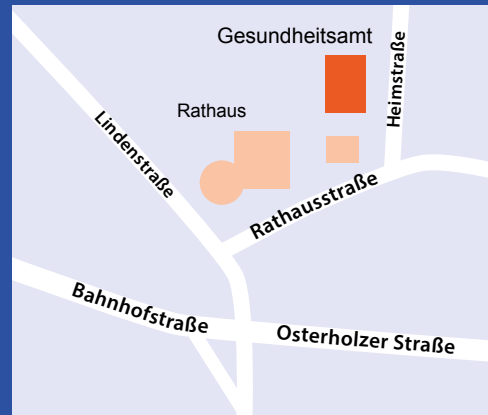 Gesundheitsamt
Rathaus
Heimstraße
Lindenstraße
Rathausstraße
Bahnhofstraße
Osterholzer Straße